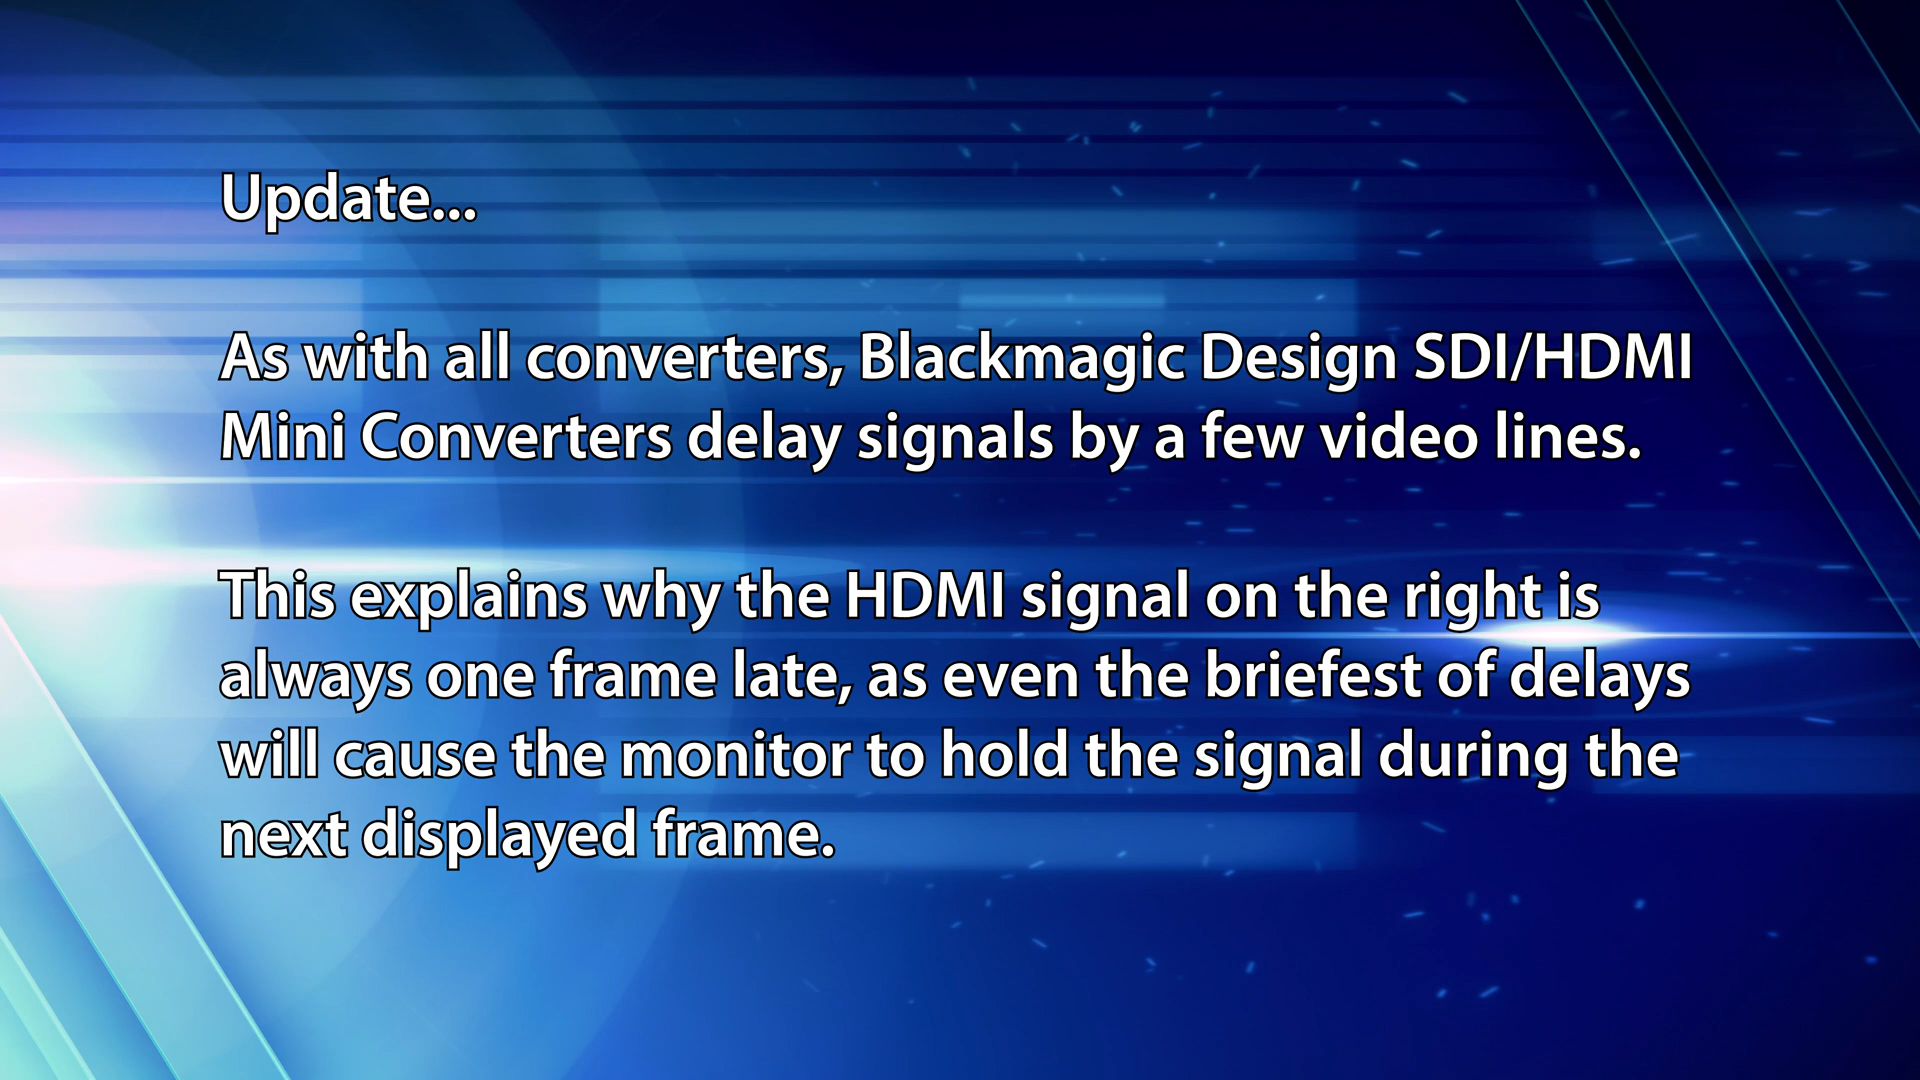 Update...
As with all converters, Blackmagic Design SDI/HDMI
Mini Converters delay signals by a few video lines.
This explains why the HDMI signal on the right is
always one frame late, as even the briefest of delays
will cause the monitor to hold the signal during the
next displayed frame.